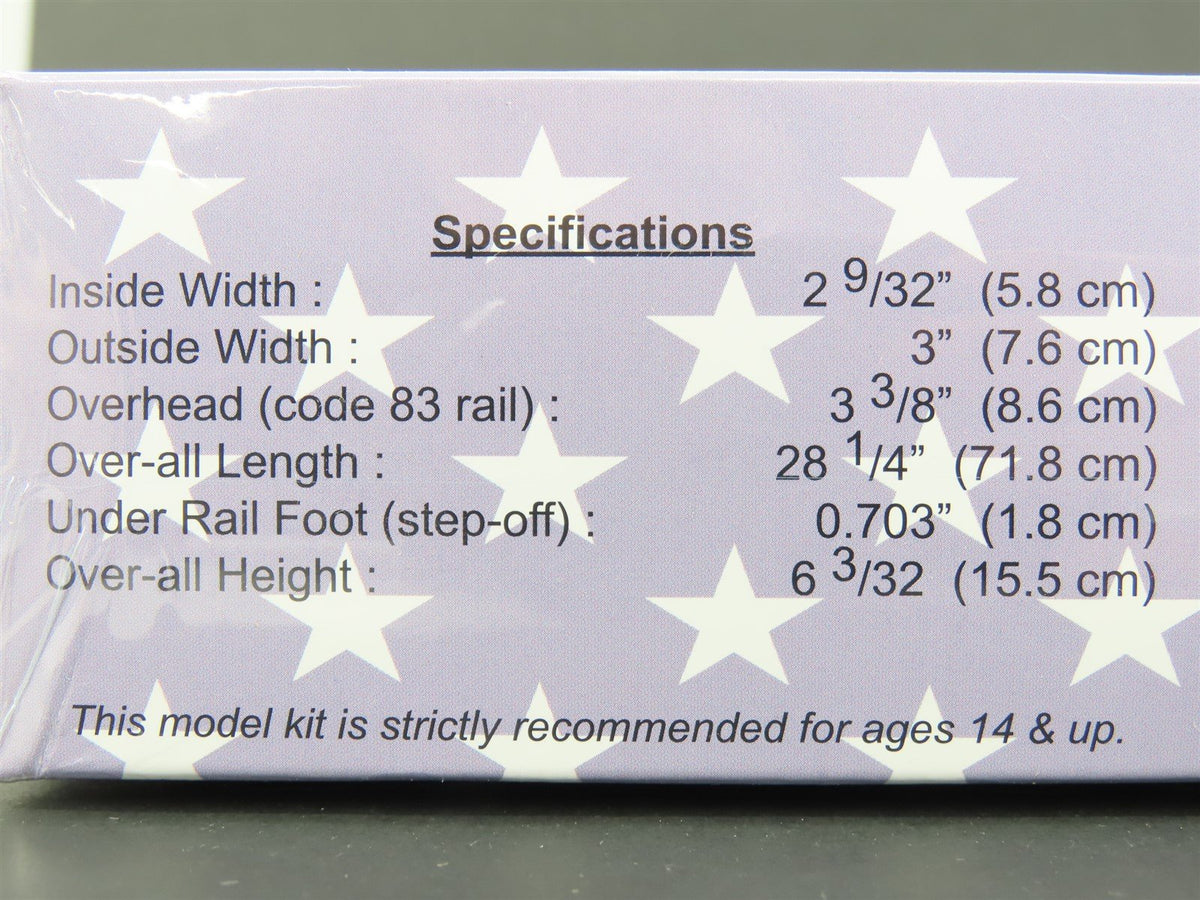 Specifications
Inside Width : 2 9/32” (5.8 cm)
Outside Width : 3” (7.6 cm)
Overhead (code 83 rail) : 3 3/8” (8.6 cm)
Over-all Length : 28 1/4” (71.8 cm)
Under Rail Foot (step-off) : 0.703” (1.8 cm)
Over-all Height : 6 3/32 (15.5 cm)
This model kit is strictly recommended for ages 14 & up.